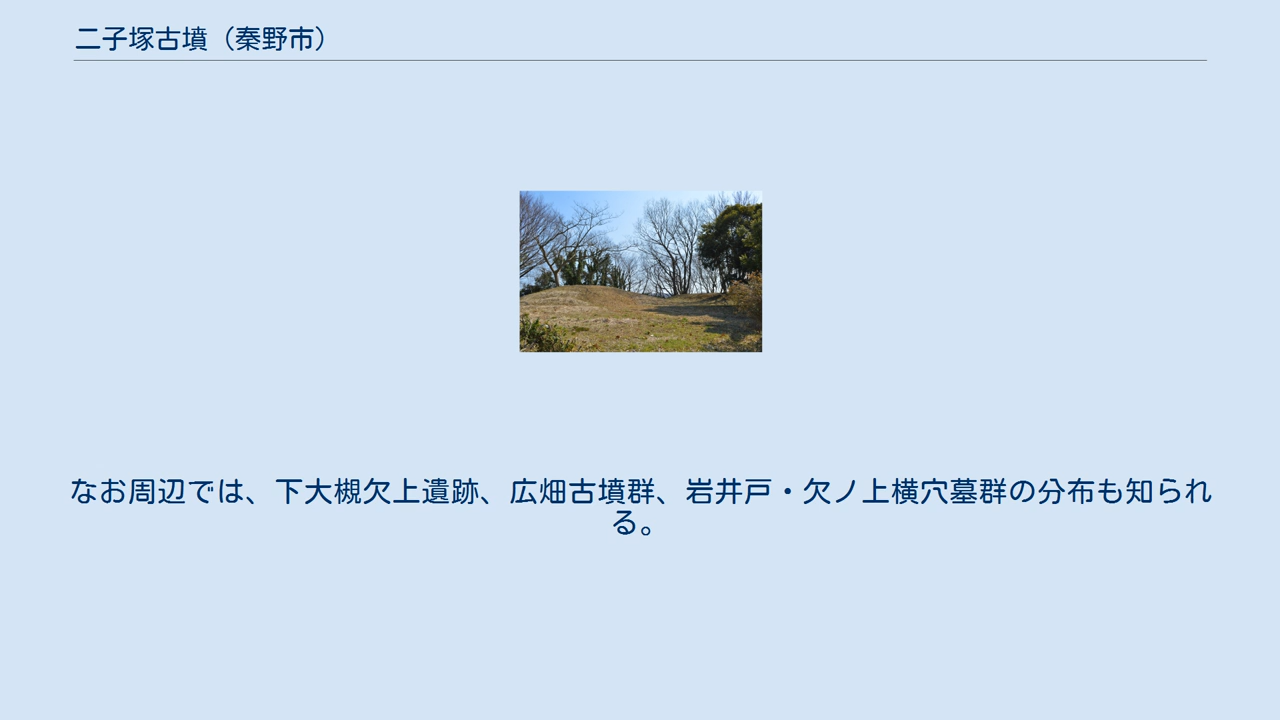 二子塚古墳（秦野市）
なお周辺では、下大槻欠上遺跡、広畑古墳群、岩井戸・欠ノ上横穴墓群の分布も知られ
る。